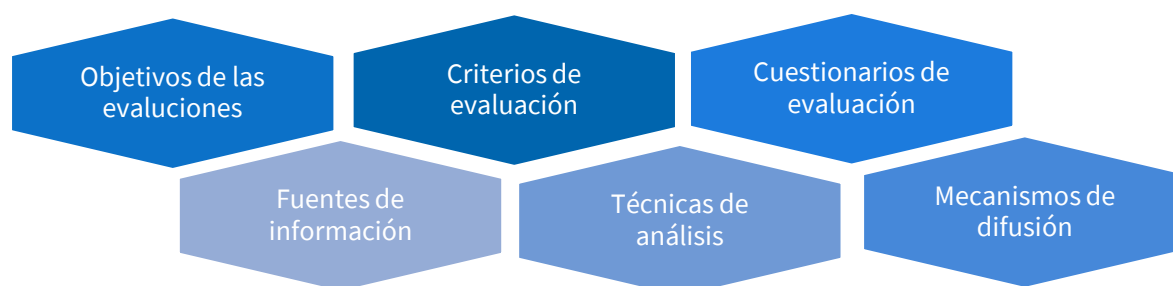 Objetivos de las
evaluciones
Criterios de
evaluación
Cuestionarios de
evaluación
Fuentes de
información
Técnicas de
análisis
Mecanismos de
difusión